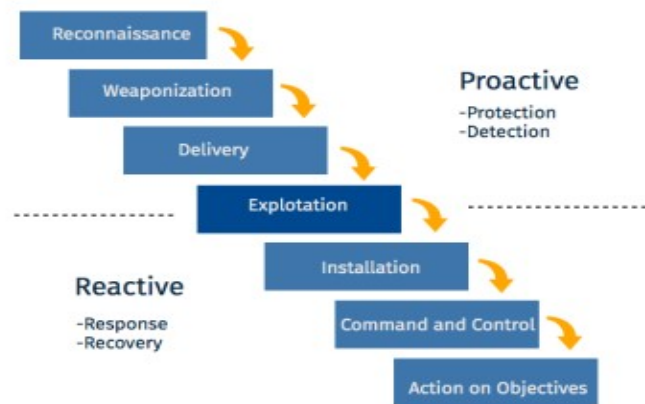 Reconnaissance
Weaponization
Proactive
-Protection
-Detection
Delivery
Explotation
Installation
Reactive
-Response
-Recovery
Command and Control
Action on Objectives